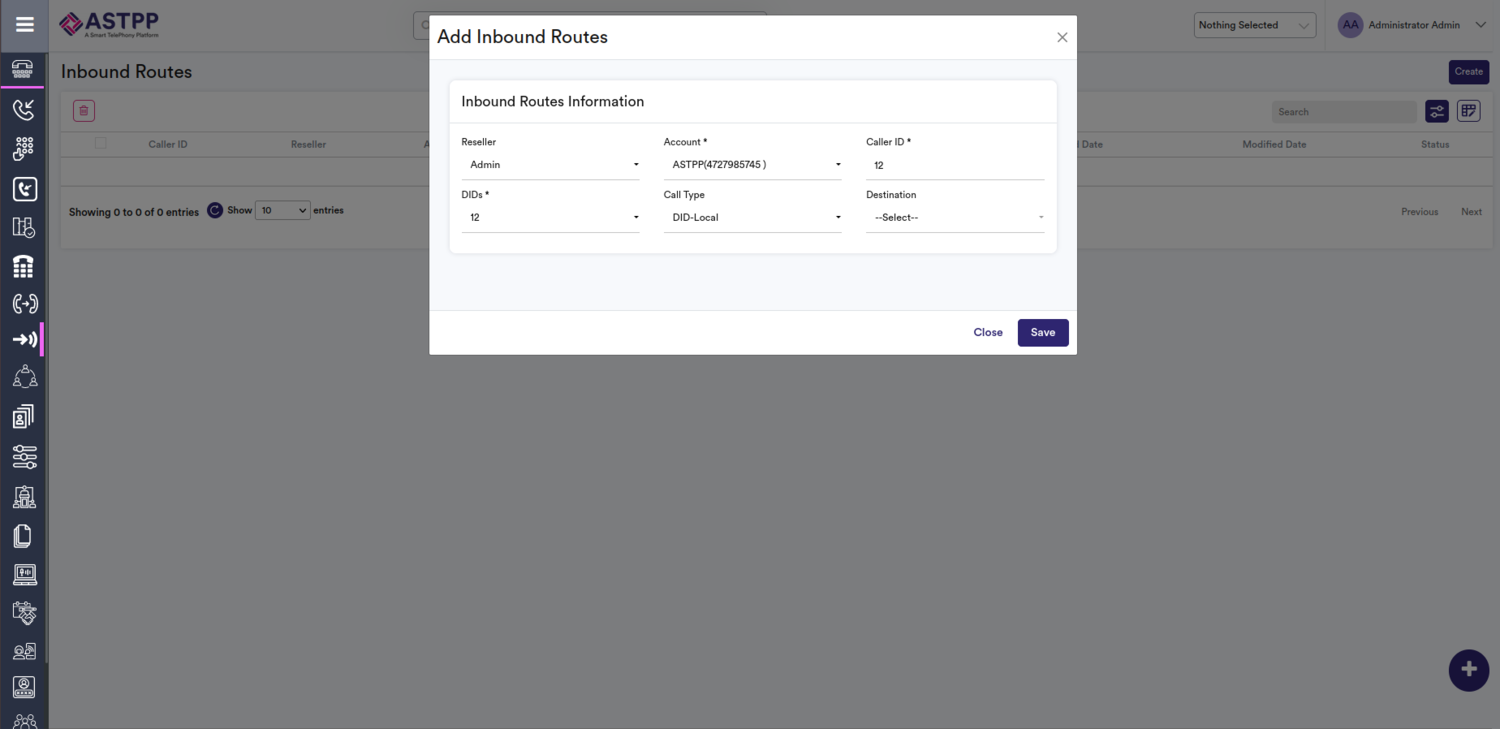 ASTPP
A Smart TelePhony Platform
Nothing Selected
AA
Administrator Admin
Inbound Routes
Create
Search
Caller ID
Reseller
A
d Date
Modified Date
Status
Showing 0 to 0 of 0 entries
Show
10
entries
Previous
Next
Add Inbound Routes
Inbound Routes Information
Reseller
Account *
Caller ID *
Admin
ASTPP(4727985745 )
12
DIDs *
Call Type
Destination
12
DID-Local
--Select--
Close
Save